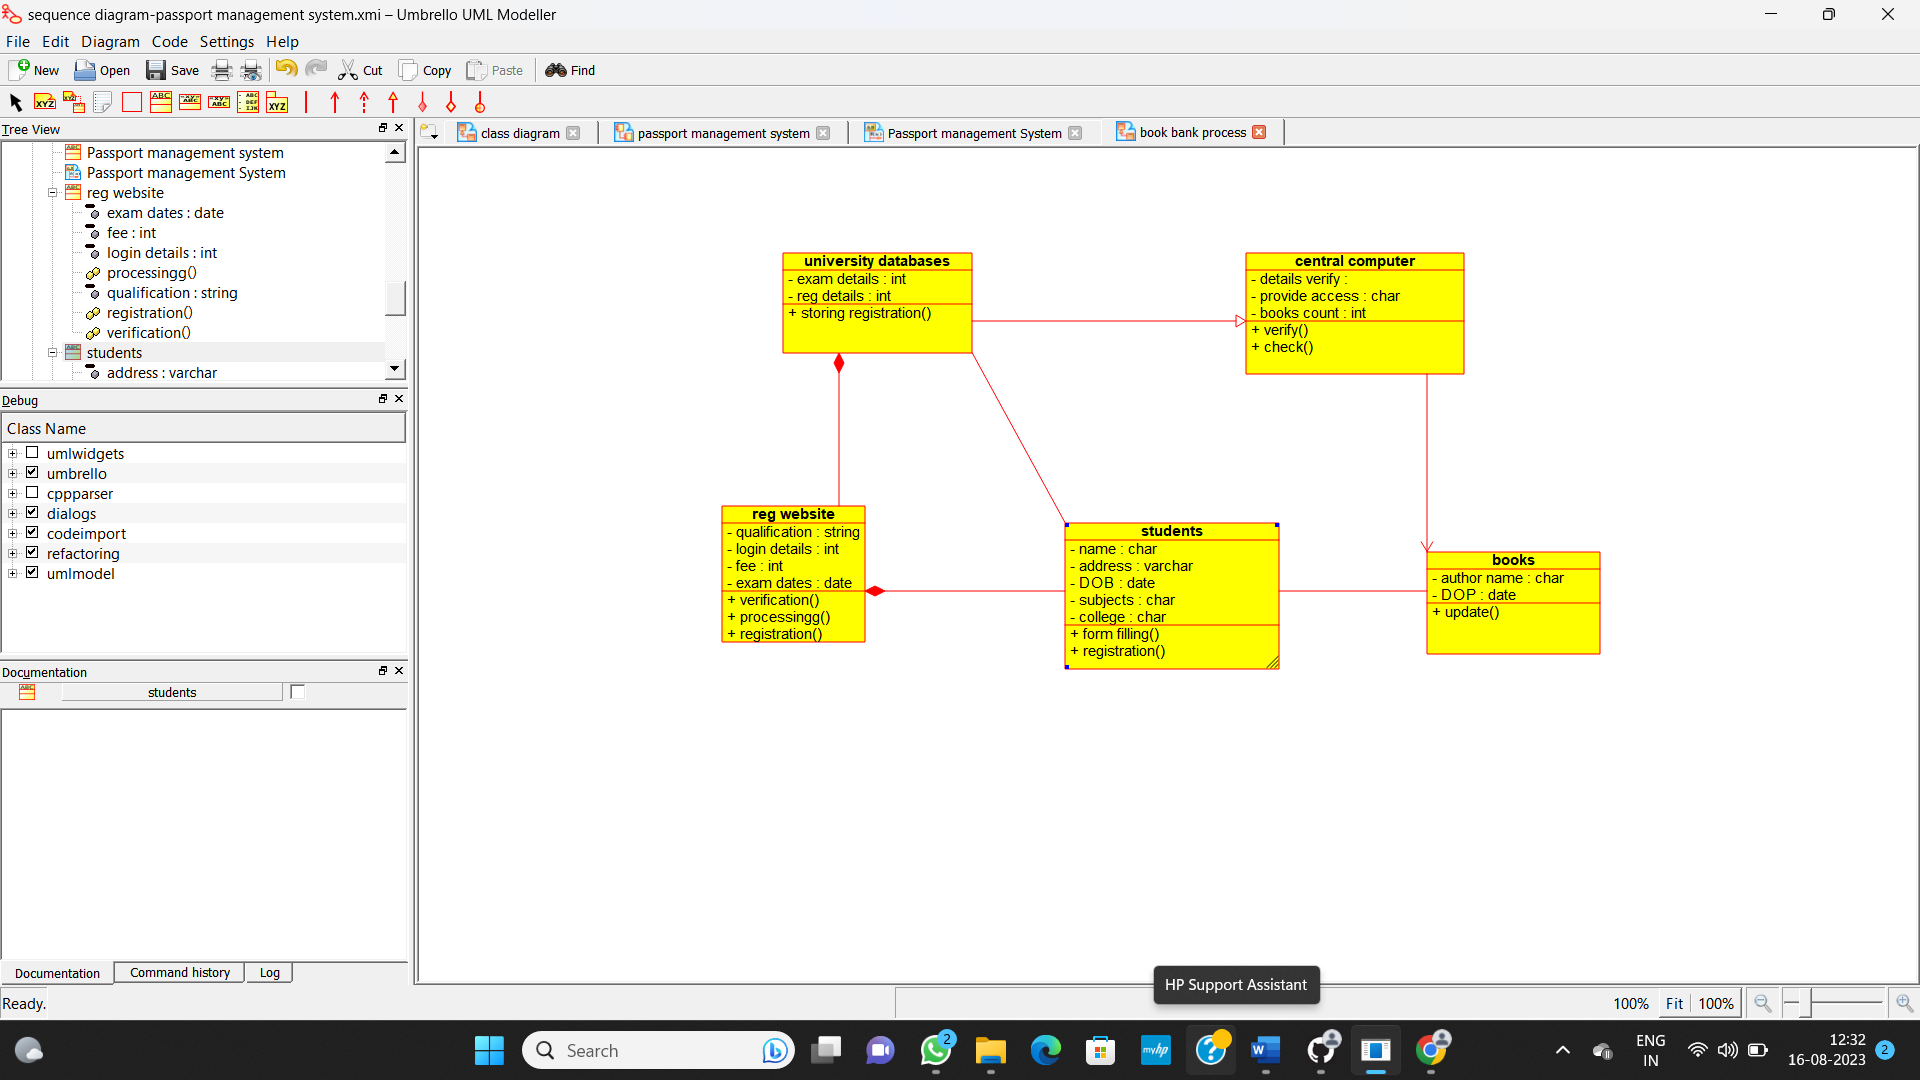 sequence diagram-passport management system.xmi – Umbrello UML Modeller
File Edit Diagram Code Settings Help
New Open Save Cut Copy Paste Find
Tree View
Passport management system
Passport management System
reg website
exam dates : date
fee : int
login details : int
processingg()
qualification : string
registration()
verification()
students
address : varchar
Debug
Class Name
umlwidgets
umbrello
cppparser
dialogs
codeimport
refactoring
umlmodel
Documentation
students
Documentation Command history Log
class diagram passport management system Passport management System book bank process
university databases
- exam details : int
- reg details : int
+ storing registration()
central computer
- details verify :
- provide access : char
- books count : int
+ verify()
+ check()
reg website
- qualification : string
- login details : int
- fee : int
- exam dates : date
+ verification()
+ processingg()
+ registration()
students
- name : char
- address : varchar
- DOB : date
- subjects : char
- college : char
+ form filling()
+ registration()
books
- author name : char
- DOP : date
+ update()
HP Support Assistant
Ready.
100% Fit 100%
Search
2
myhp
W
ENG
IN
12:32
16-08-2023
2